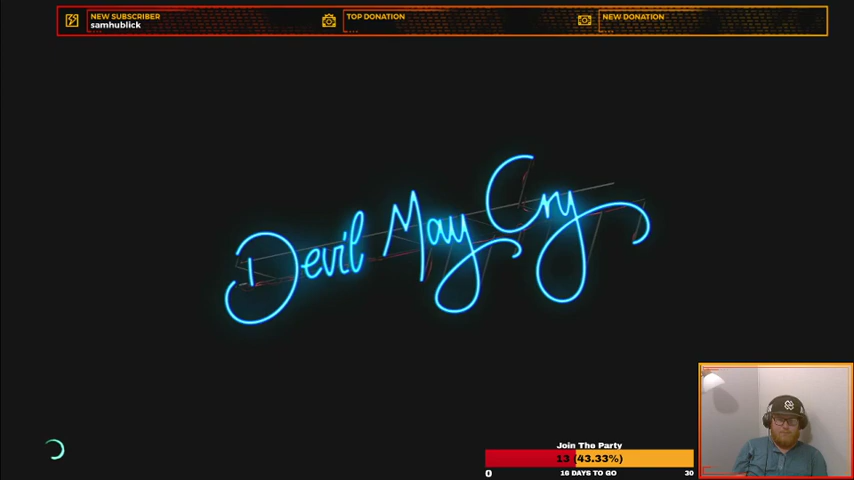 NEW SUBSCRIBER
samhublick
TOP DONATION
NEW DONATION
Devil May Cry
Join The Party
13 (43.33%)
0
16 DAYS TO GO
30